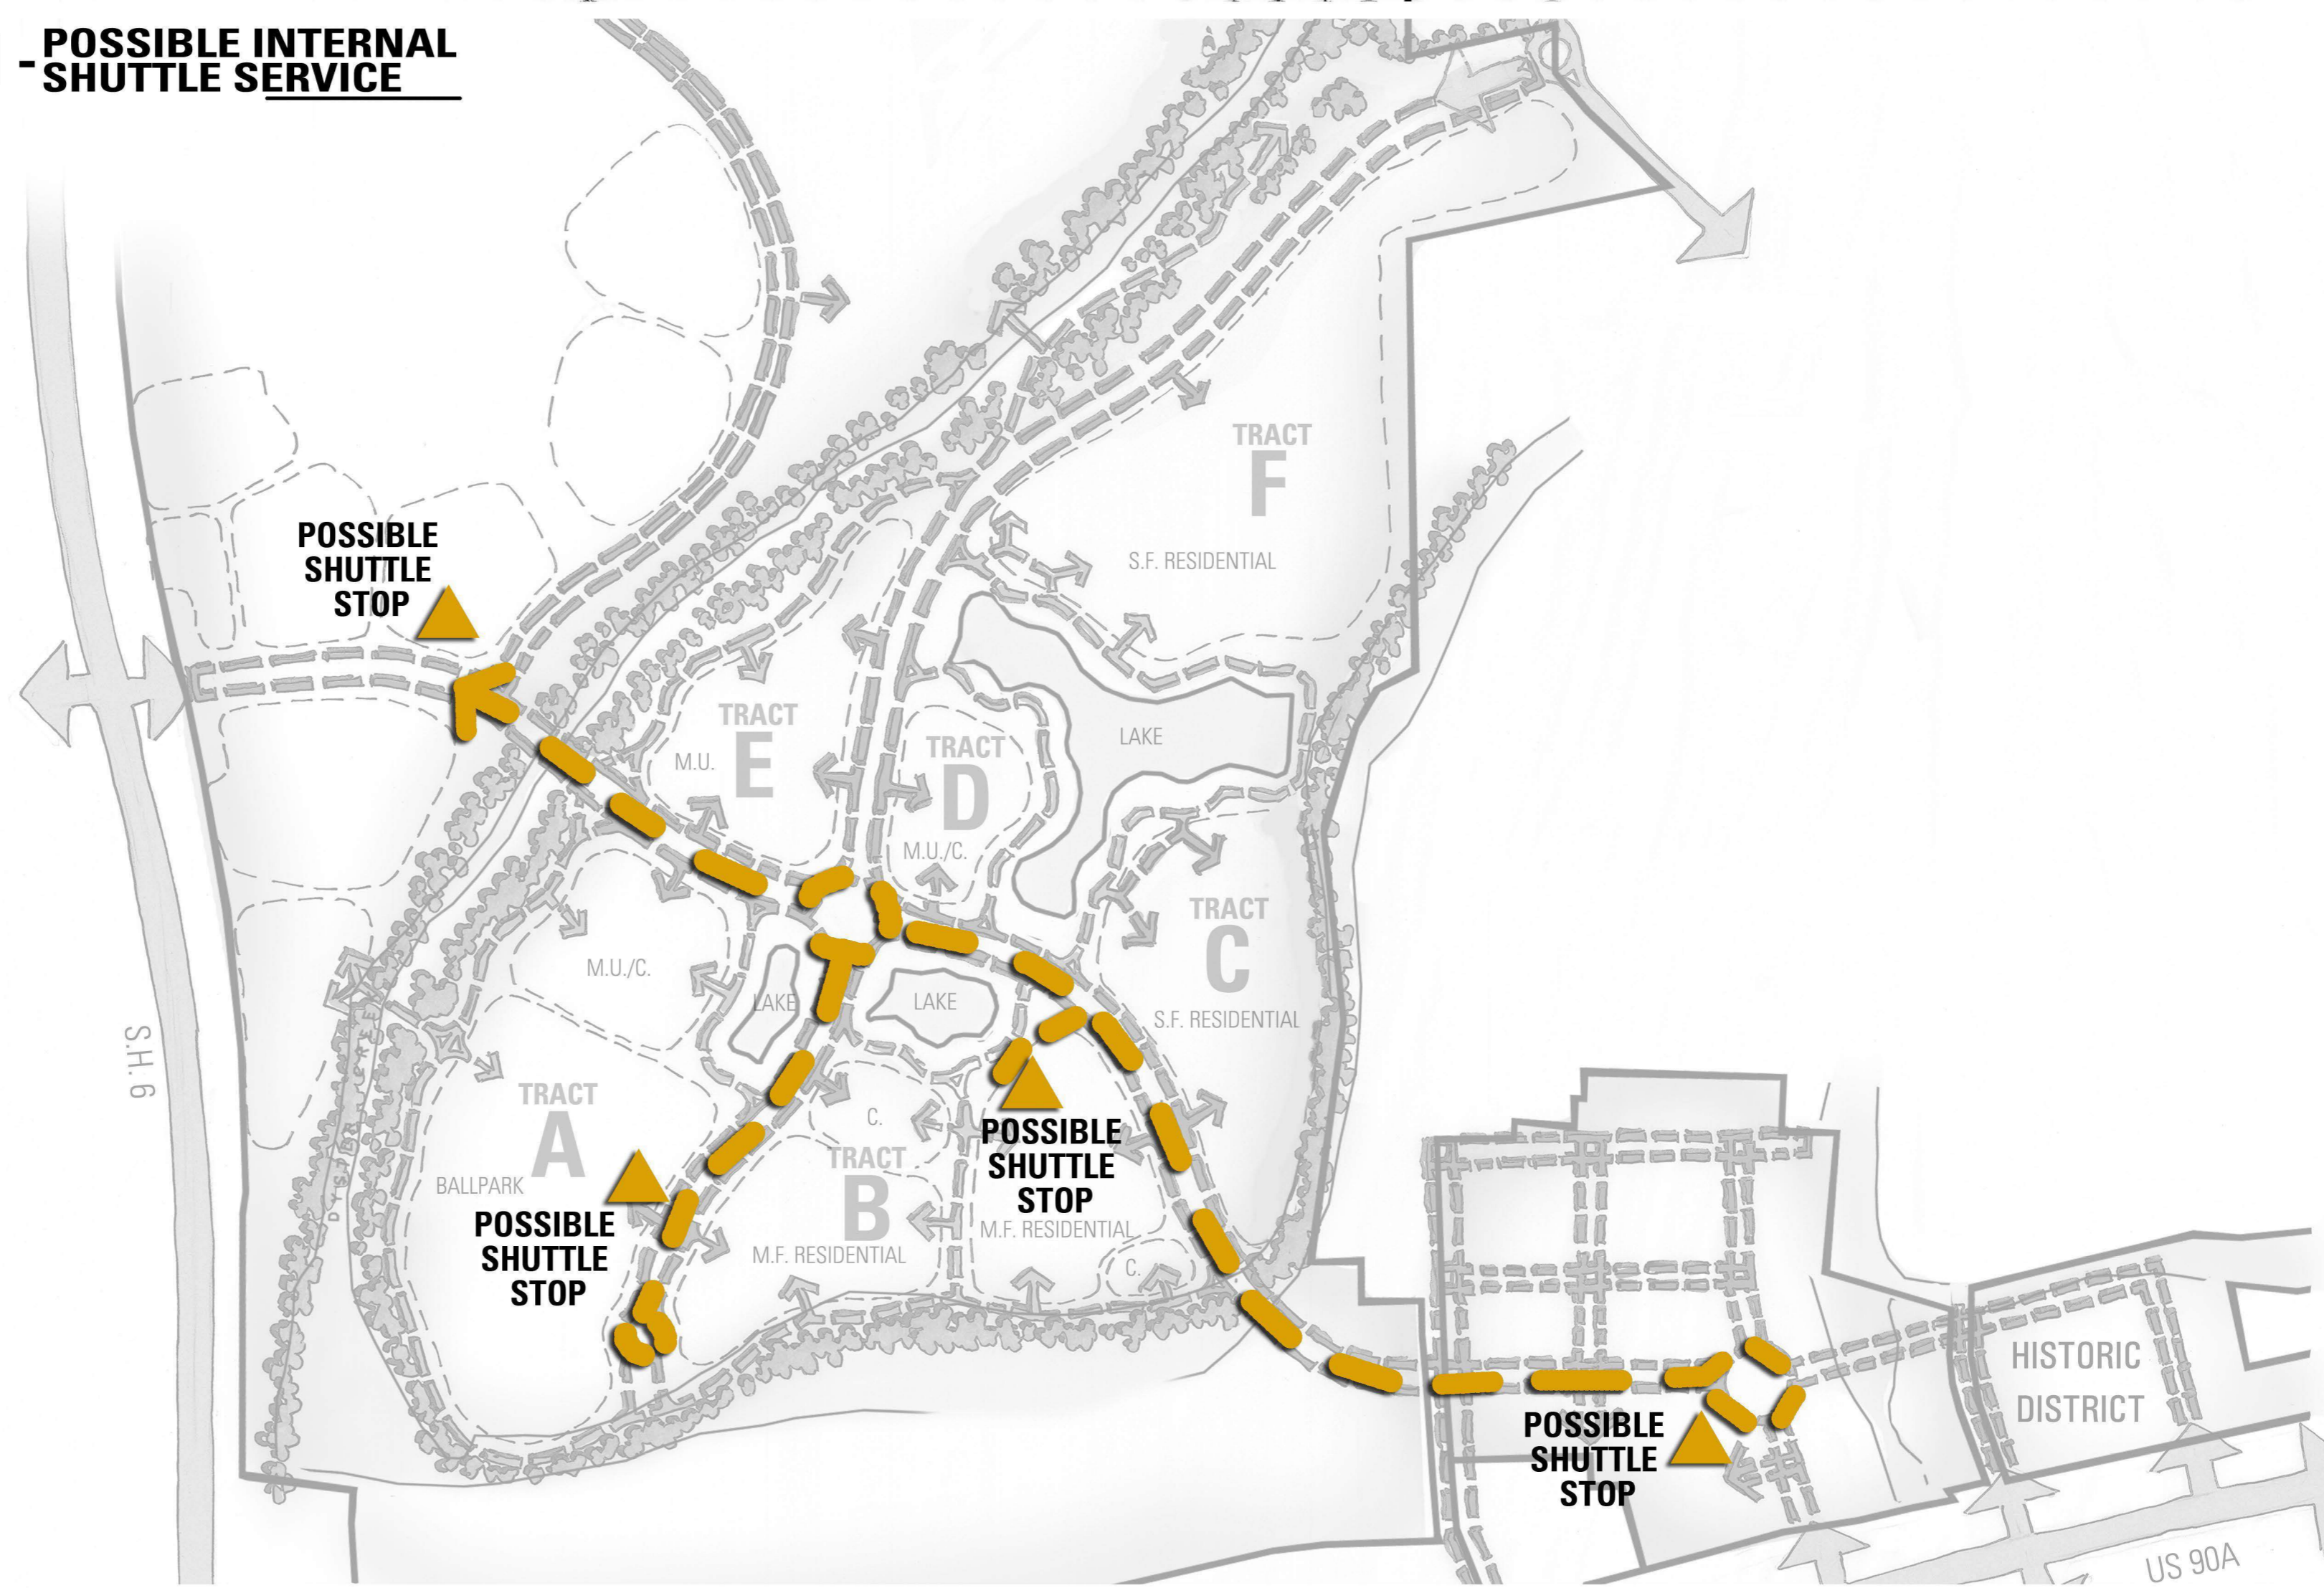 POSSIBLE INTERNAL
SHUTTLE SERVICE
TRACT
F
S.F. RESIDENTIAL
POSSIBLE
SHUTTLE
STOP
TRACT
E
M.U.
TRACT
D
M.U./C.
LAKE
TRACT
C
S.F. RESIDENTIAL
M.U./C.
LAKE
LAKE
S.H. 6
TRACT
A
BALLPARK
POSSIBLE
SHUTTLE
STOP
C.
TRACT
B
M.F. RESIDENTIAL
POSSIBLE
SHUTTLE
STOP
M.F. RESIDENTIAL
C.
POSSIBLE
SHUTTLE
STOP
HISTORIC
DISTRICT
US 90A